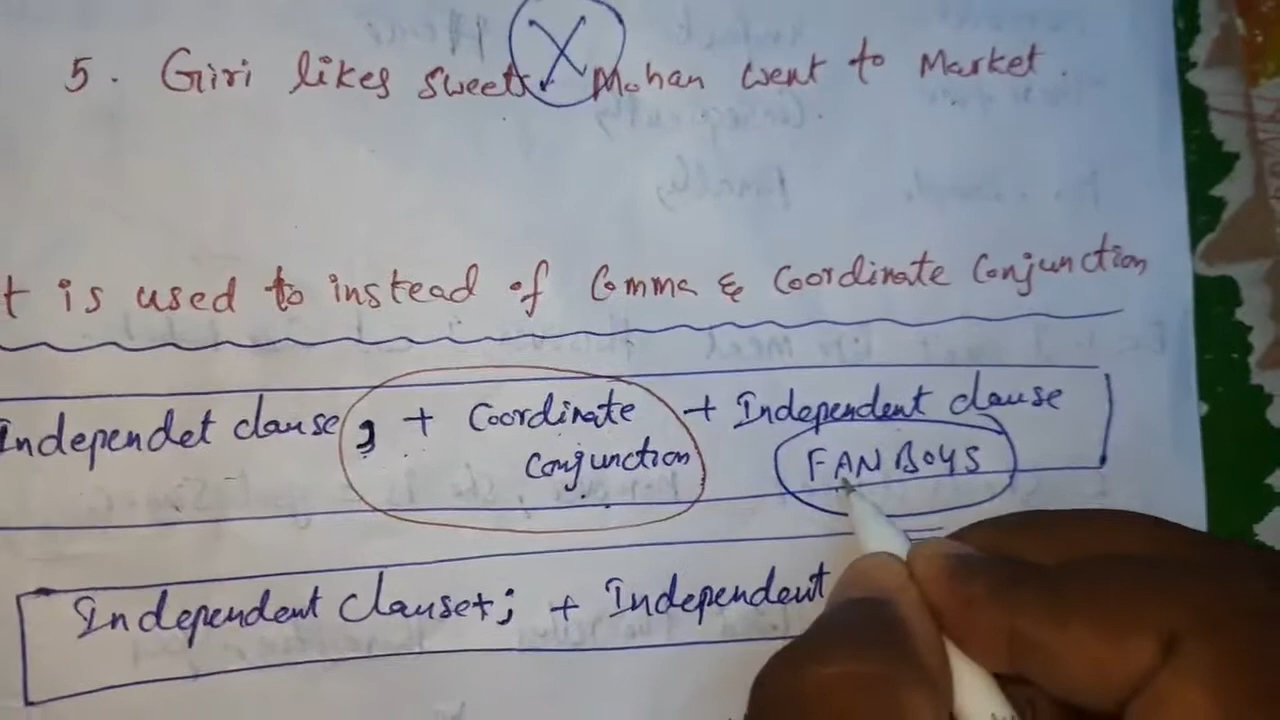 5. Giri likes sweets Mohan went to Market.
t is used to instead of Comma & Coordinate Conjunction
Independet clause, + Coordinate conjunction + Independent clause
FANBOYS
Independent Clause+; + Independent